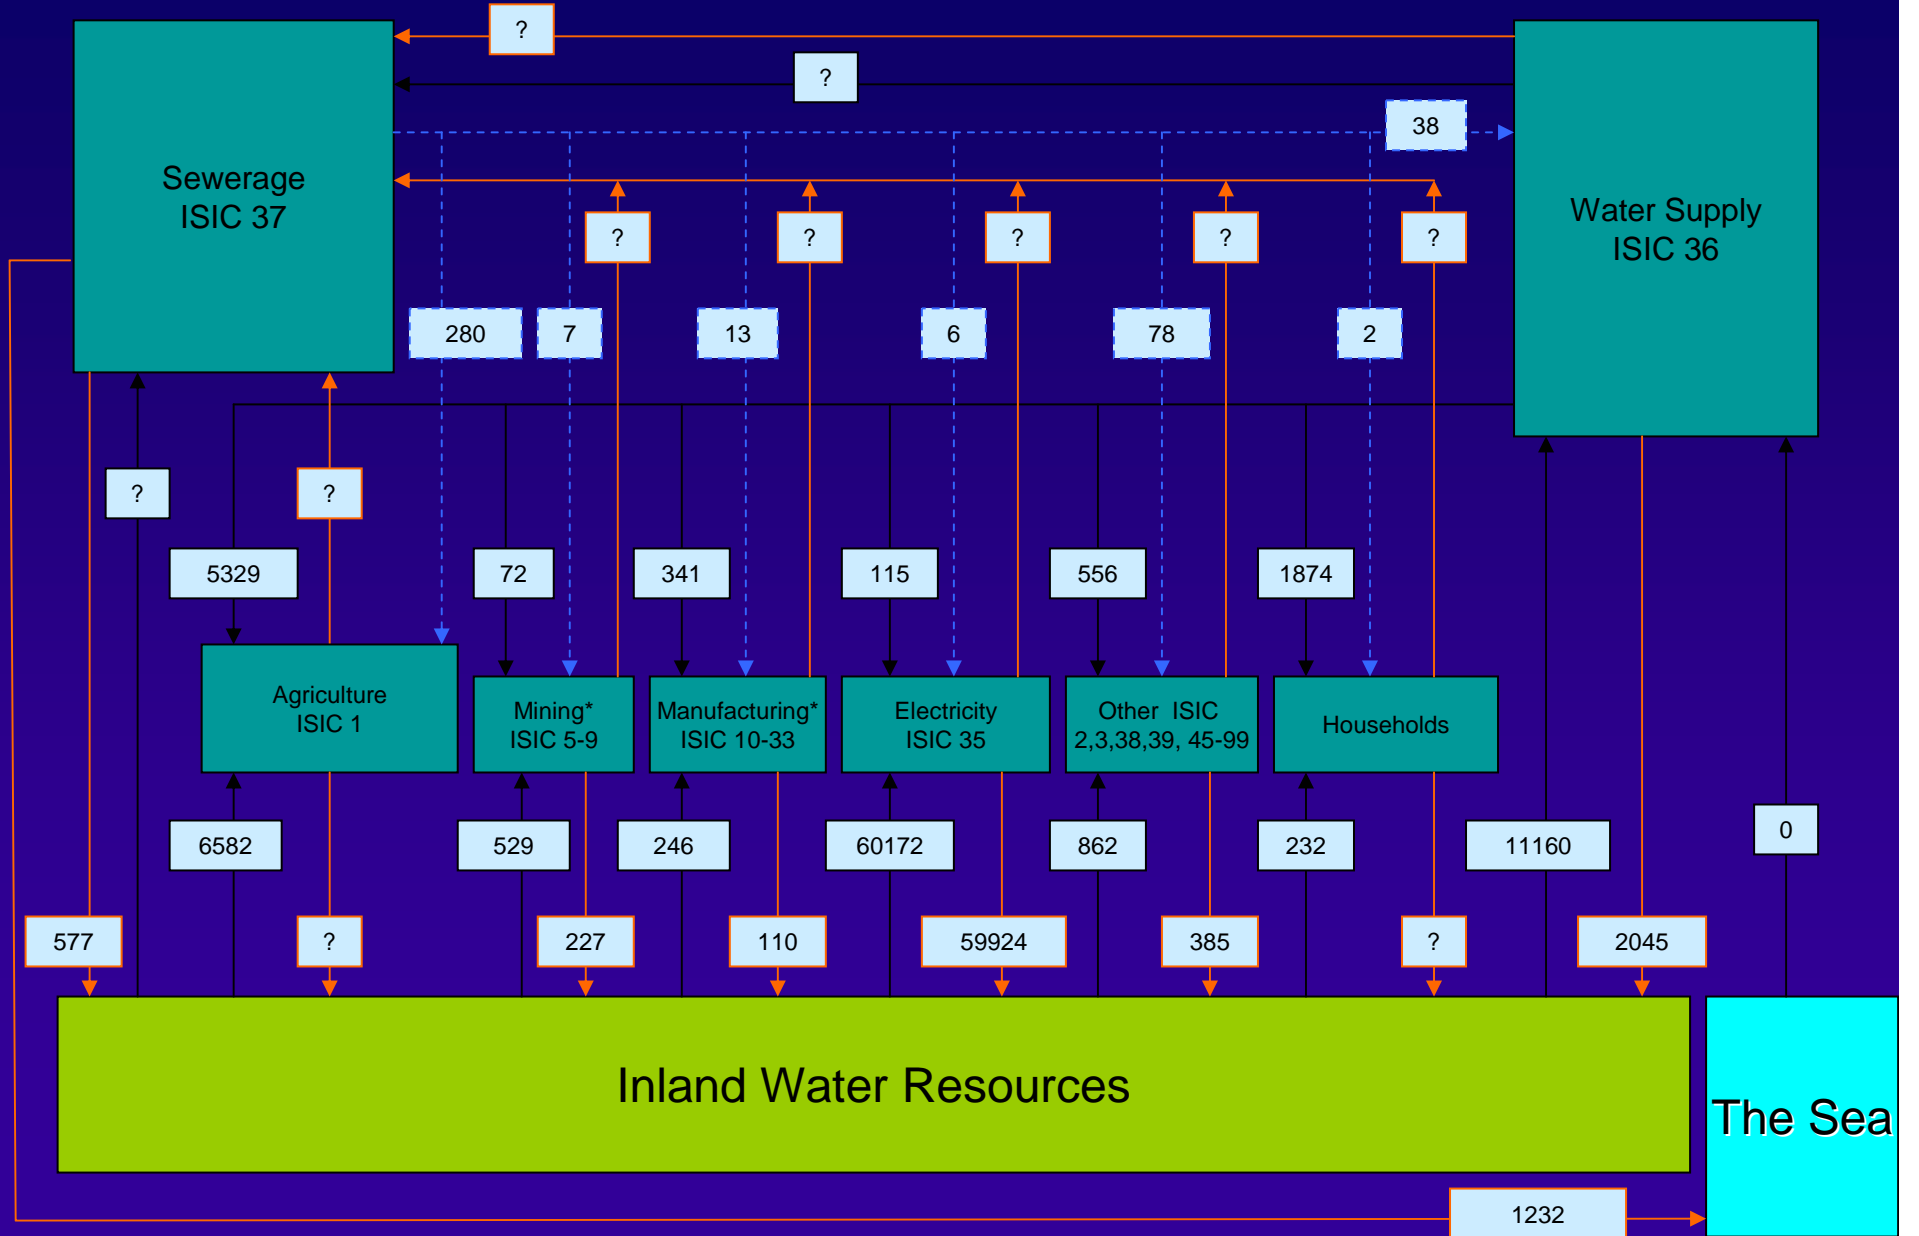 ?
?
38
Sewerage
ISIC 37
Water Supply
ISIC 36
?
?
?
?
?
280
7
13
6
78
2
?
?
5329
72
341
115
556
1874
Agriculture
ISIC 1
Mining*
ISIC 5-9
Manufacturing*
ISIC 10-33
Electricity
ISIC 35
Other ISIC
2,3,38,39, 45-99
Households
6582
529
246
60172
862
232
11160
0
577
?
227
110
59924
385
?
2045
Inland Water Resources
The Sea
1232